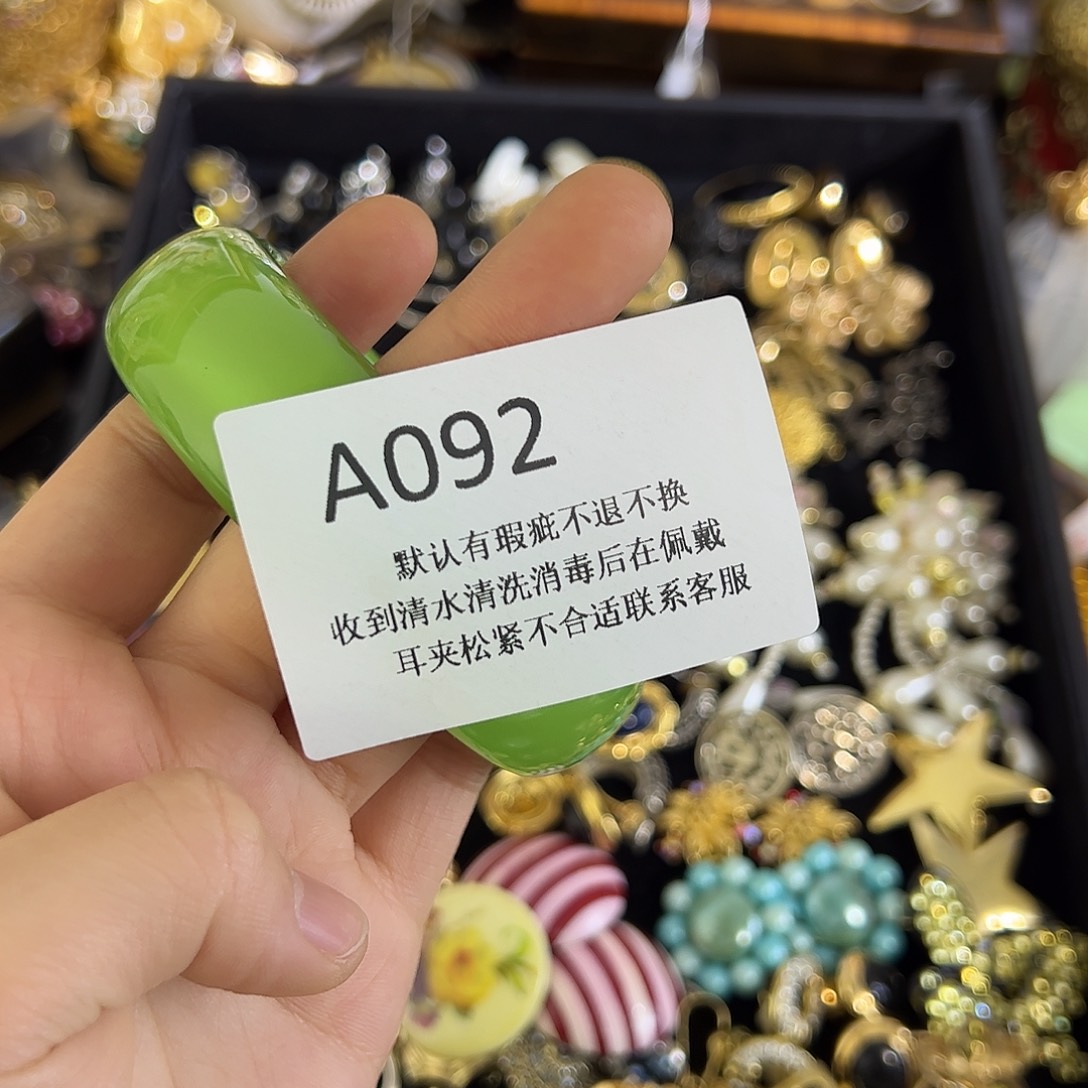 A092
默认有瑕疵不退不换
收到清水清洗消毒后在佩戴
耳夹松紧不合适联系客服